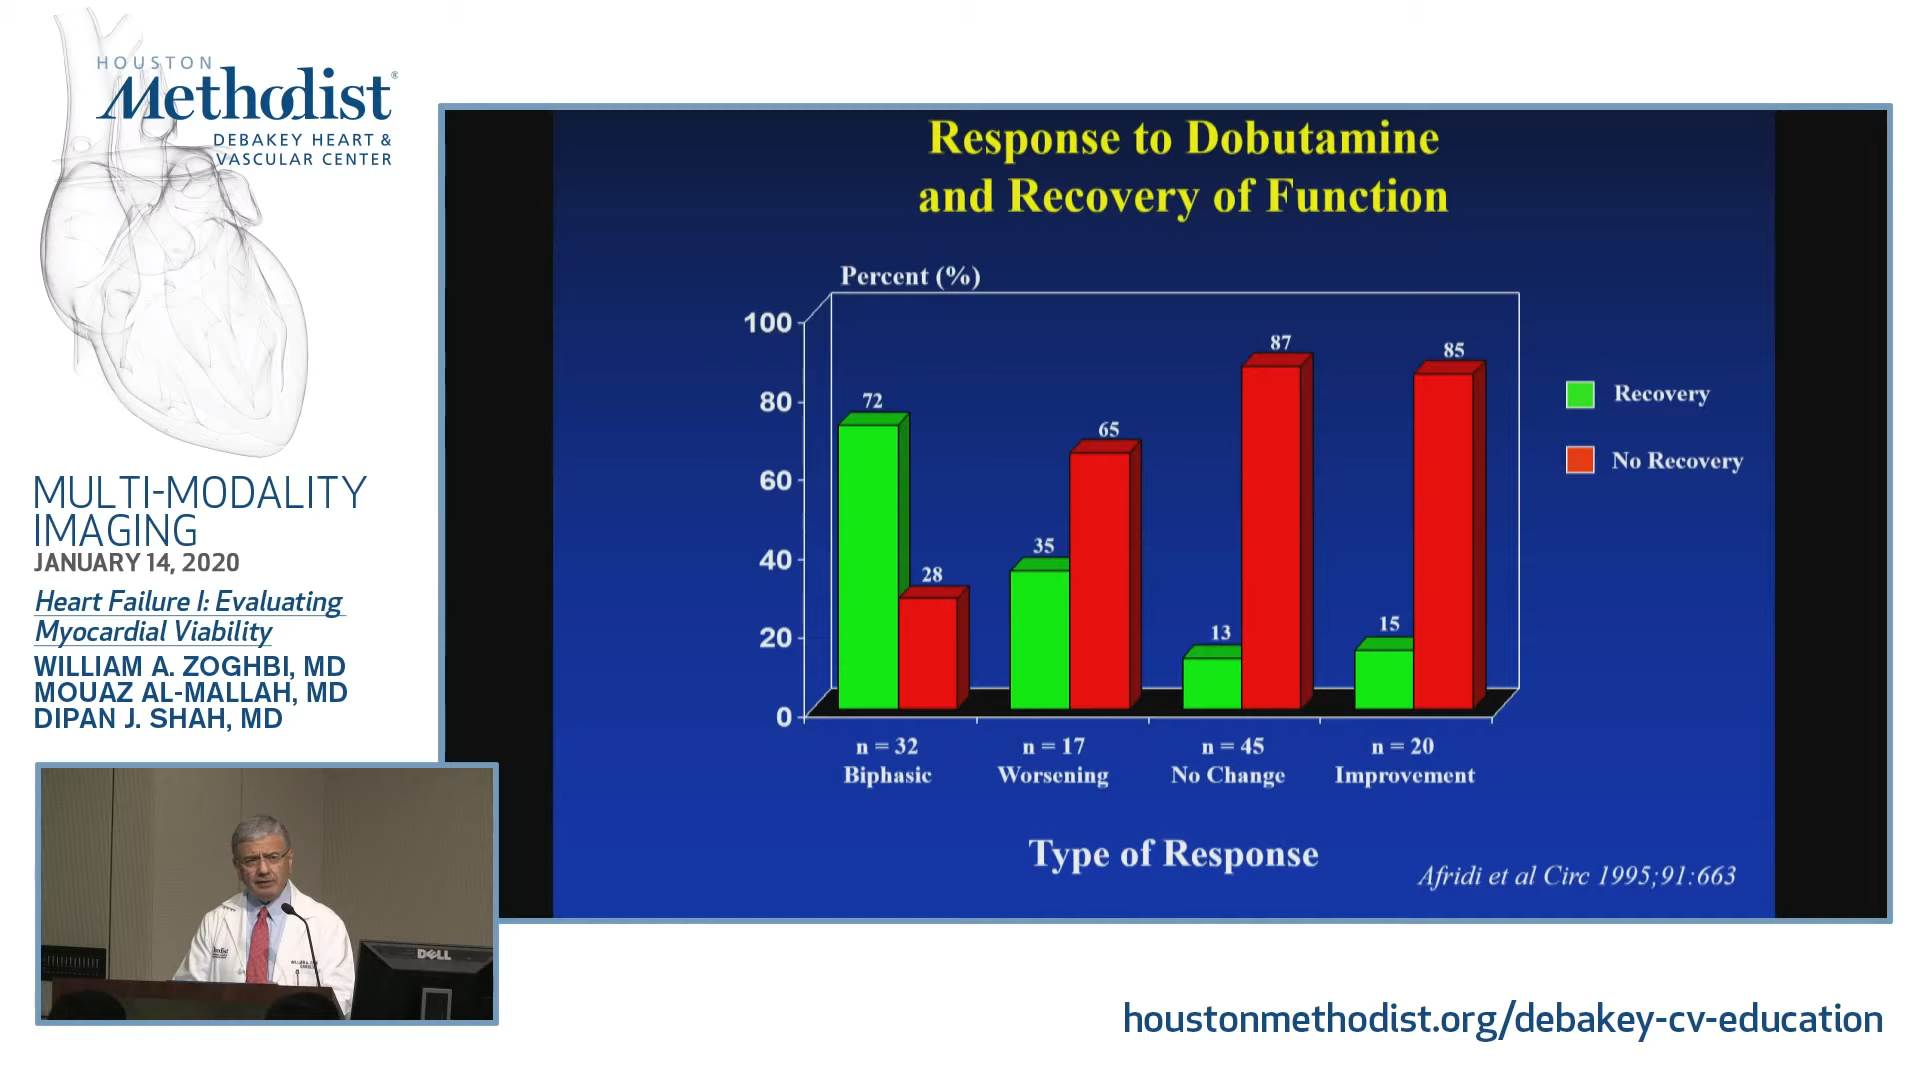 HOUSTON
Methodist®
DEBAKEY HEART &
VASCULAR CENTER
MULTI-MODALITY
IMAGING
JANUARY 14, 2020
Heart Failure I: Evaluating
Myocardial Viability
WILLIAM A. ZOGHBI, MD
MOUAZ AL-MALLAH, MD
DIPAN J. SHAH, MD
Response to Dobutamine
and Recovery of Function
Percent (%)
100
80
60
40
20
0
72
28
35
65
13
87
15
85
Recovery
No Recovery
n = 32
Biphasic
n = 17
Worsening
n = 45
No Change
n = 20
Improvement
Type of Response
Afridi et al Circ 1995;91:663
DELL
houstonmethodist.org/debakey-cv-education